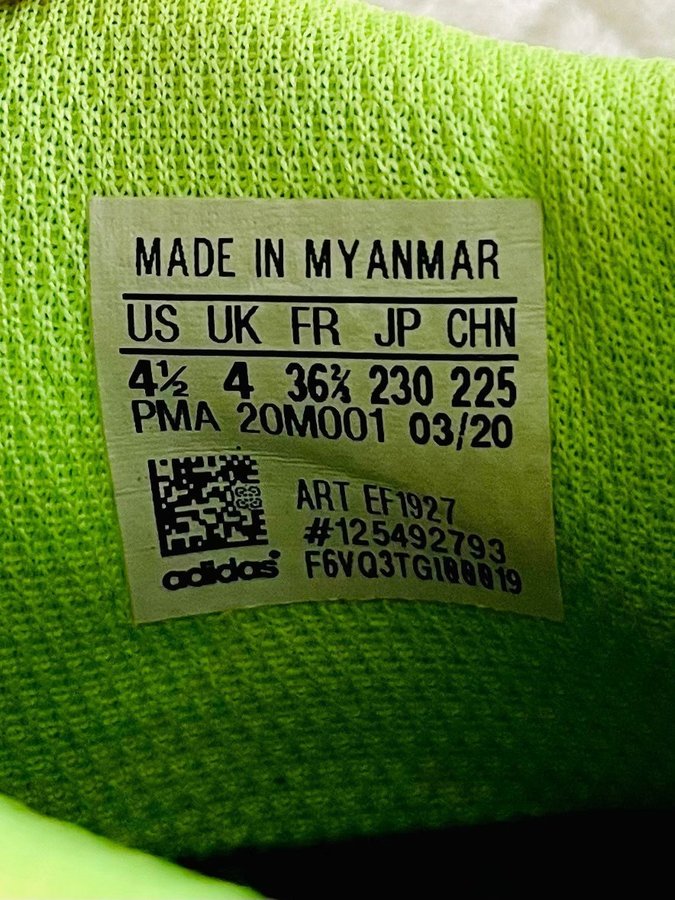 MADE IN MYANMAR
US UK FR JP CHN
4½ 4 36⅔ 230 225
PMA 20M001 03/20
ART EF1927
#125492793
adidas F6VQ3TGI00019